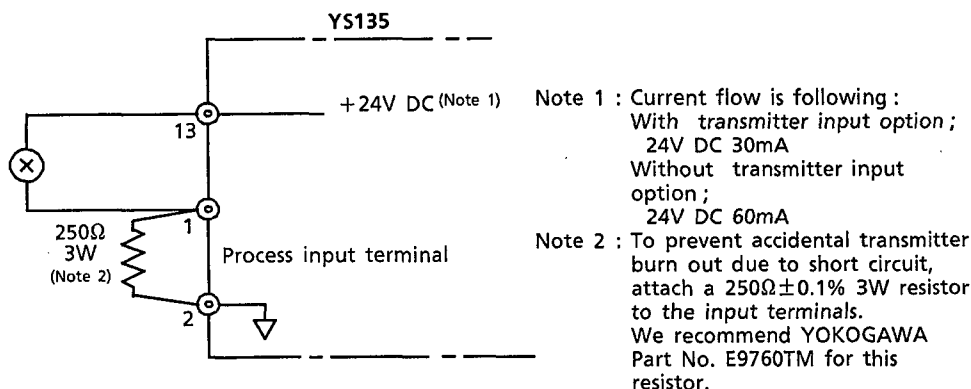 YS135
+24V DC (Note 1)
13
1
250Ω
3W
(Note 2)
Process input terminal
2
Note 1 : Current flow is following :
With transmitter input option ;
24V DC 30mA
Without transmitter input
option ;
24V DC 60mA
Note 2 : To prevent accidental transmitter
burn out due to short circuit,
attach a 250Ω±0.1% 3W resistor
to the input terminals.
We recommend YOKOGAWA
Part No. E9760TM for this
resistor.